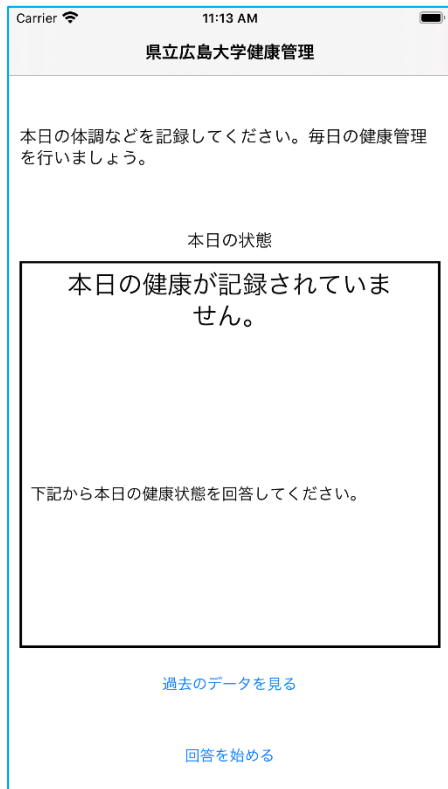 Carrier 11:13 AM
県立広島大学健康管理
本日の体調などを記録してください。毎日の健康管理
を行いましょう。
本日の状態
本日の健康が記録されていま
せん。
下記から本日の健康状態を回答してください。
過去のデータを見る
回答を始める